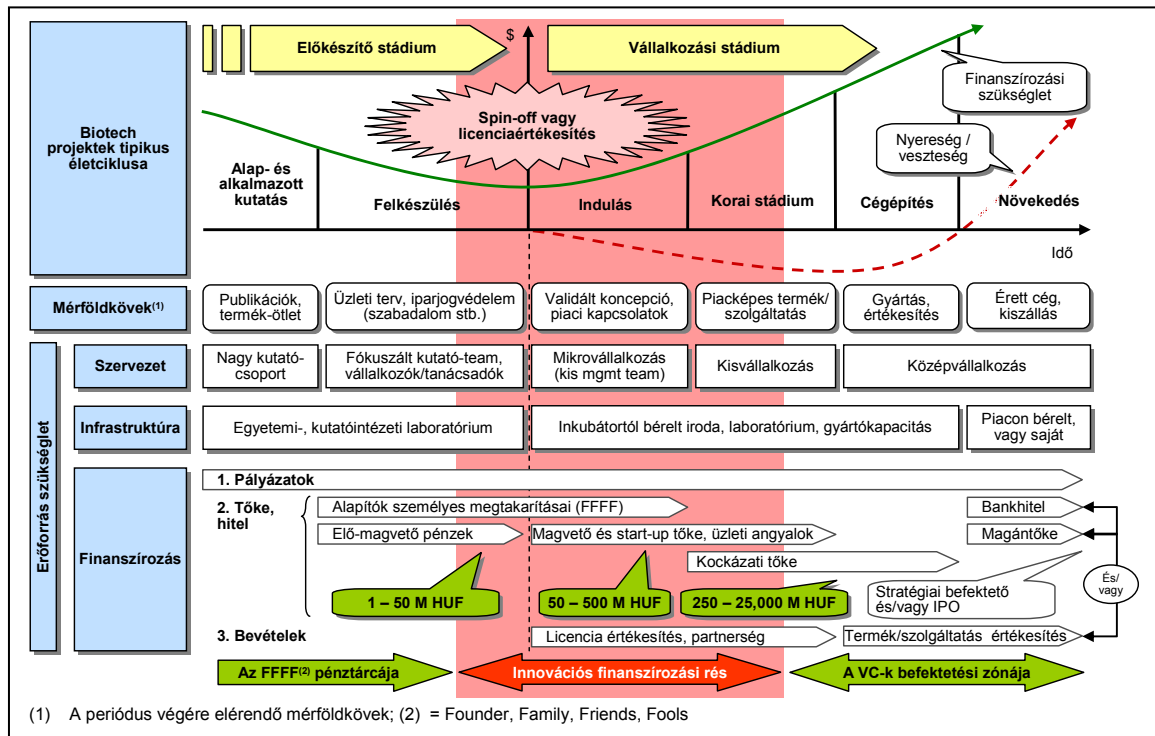 Biotech
projektek tipikus
életciklusa
Előkészítő stádium
$
Vállalkozási stádium
Spin-off vagy
licenciaértékesítés
Finanszírozási
szükséglet
Nyereség /
veszteség
Alap- és
alkalmazott
kutatás
Felkészülés
Indulás
Korai stádium
Cégépítés
Növekedés
Idő
Mérföldkövek(1)
Publikációk,
termék-ötlet
Üzleti terv, iparjogvédelem
(szabadalom stb.)
Validált koncepció,
piaci kapcsolatok
Piacképes termék/
szolgáltatás
Gyártás,
értékesítés
Érett cég,
kiszállás
Erőforrás szükséglet
Szervezet
Nagy kutató-
csoport
Fókuszált kutató-team,
vállalkozók/tanácsadók
Mikrovállalkozás
(kis mgmt team)
Kisvállalkozás
Középvállalkozás
Infrastruktúra
Egyetemi-, kutatóintézeti laboratórium
Inkubátortól bérelt iroda, laboratórium, gyártókapacitás
Piacon bérelt,
vagy saját
Finanszírozás
1. Pályázatok
2. Tőke,
hitel
Alapítók személyes megtakarításai (FFFF)
Bankhitel
Elő-magvető pénzek
Magvető és start-up tőke, üzleti angyalok
Magántőke
Kockázati tőke
1 – 50 M HUF
50 – 500 M HUF
250 – 25,000 M HUF
Stratégiai befektető
és/vagy IPO
És/
vagy
3. Bevételek
Licencia értékesítés, partnerség
Termék/szolgáltatás értékesítés
Az FFFF(2) pénztárcája
Innovációs finanszírozási rés
A VC-k befektetési zónája
(1) A periódus végére elérendő mérföldkövek; (2) = Founder, Family, Friends, Fools